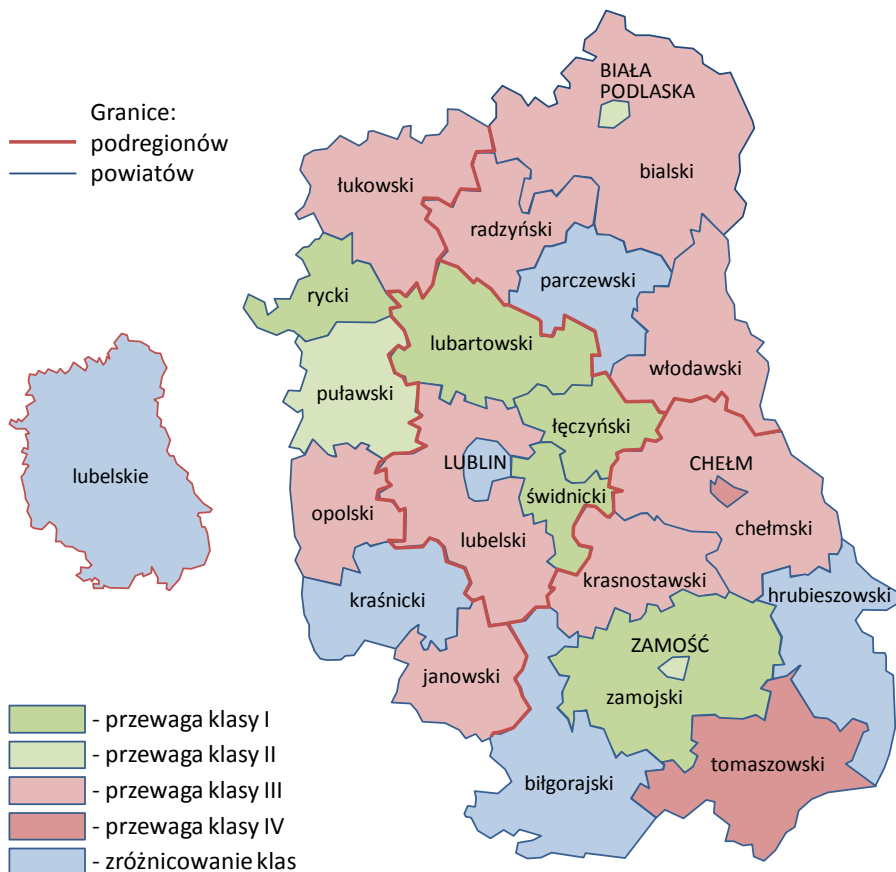 Granice:
podregionów
powiatów
BIAŁA
PODLASKA
bialski
łukowski
radzyński
parczewski
rycki
lubartowski
włodawski
puławski
łęczyński
lubelskie
LUBLIN
CHEŁM
świdnicki
opolski
chełmski
lubelski
krasnostawski
hrubieszowski
kraśnicki
ZAMOŚĆ
janowski
zamojski
tomaszowski
biłgorajski
- przewaga klasy I
- przewaga klasy II
- przewaga klasy III
- przewaga klasy IV
- zróżnicowanie klas